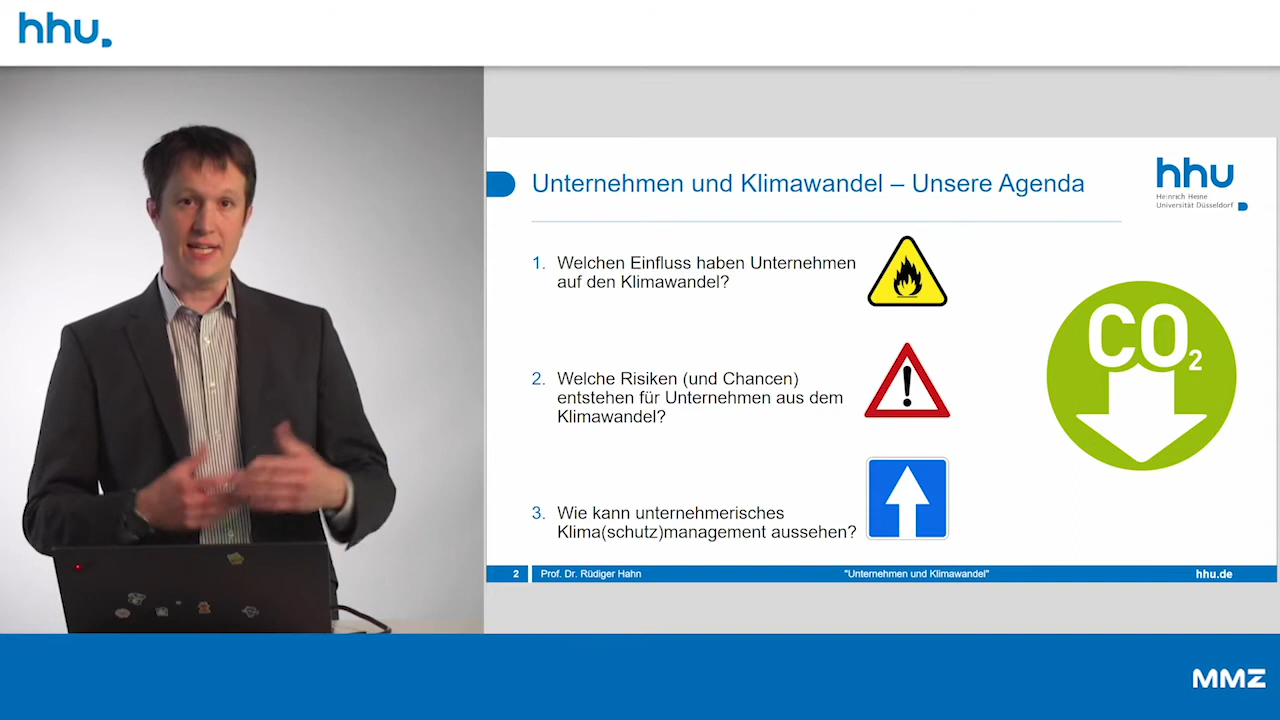 hhu.
Unternehmen und Klimawandel – Unsere Agenda
hhu
Heinrich Heine
Universität Düsseldorf
1. Welchen Einfluss haben Unternehmen
auf den Klimawandel?
2. Welche Risiken (und Chancen)
entstehen für Unternehmen aus dem
Klimawandel?
3. Wie kann unternehmerisches
Klima(schutz)management aussehen?
CO2
2 Prof. Dr. Rüdiger Hahn "Unternehmen und Klimawandel" hhu.de
MMZ